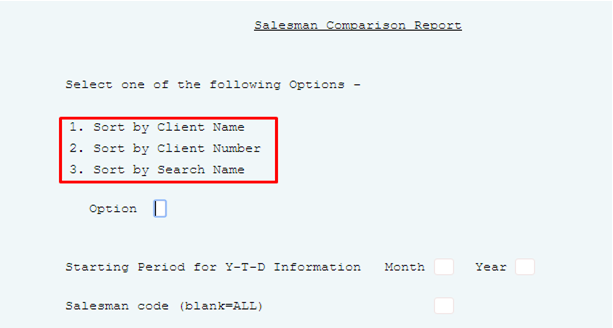 Salesman Comparison Report
Select one of the following Options -
1. Sort by Client Name
2. Sort by Client Number
3. Sort by Search Name
Option
Starting Period for Y-T-D Information Month Year
Salesman code (blank=ALL)